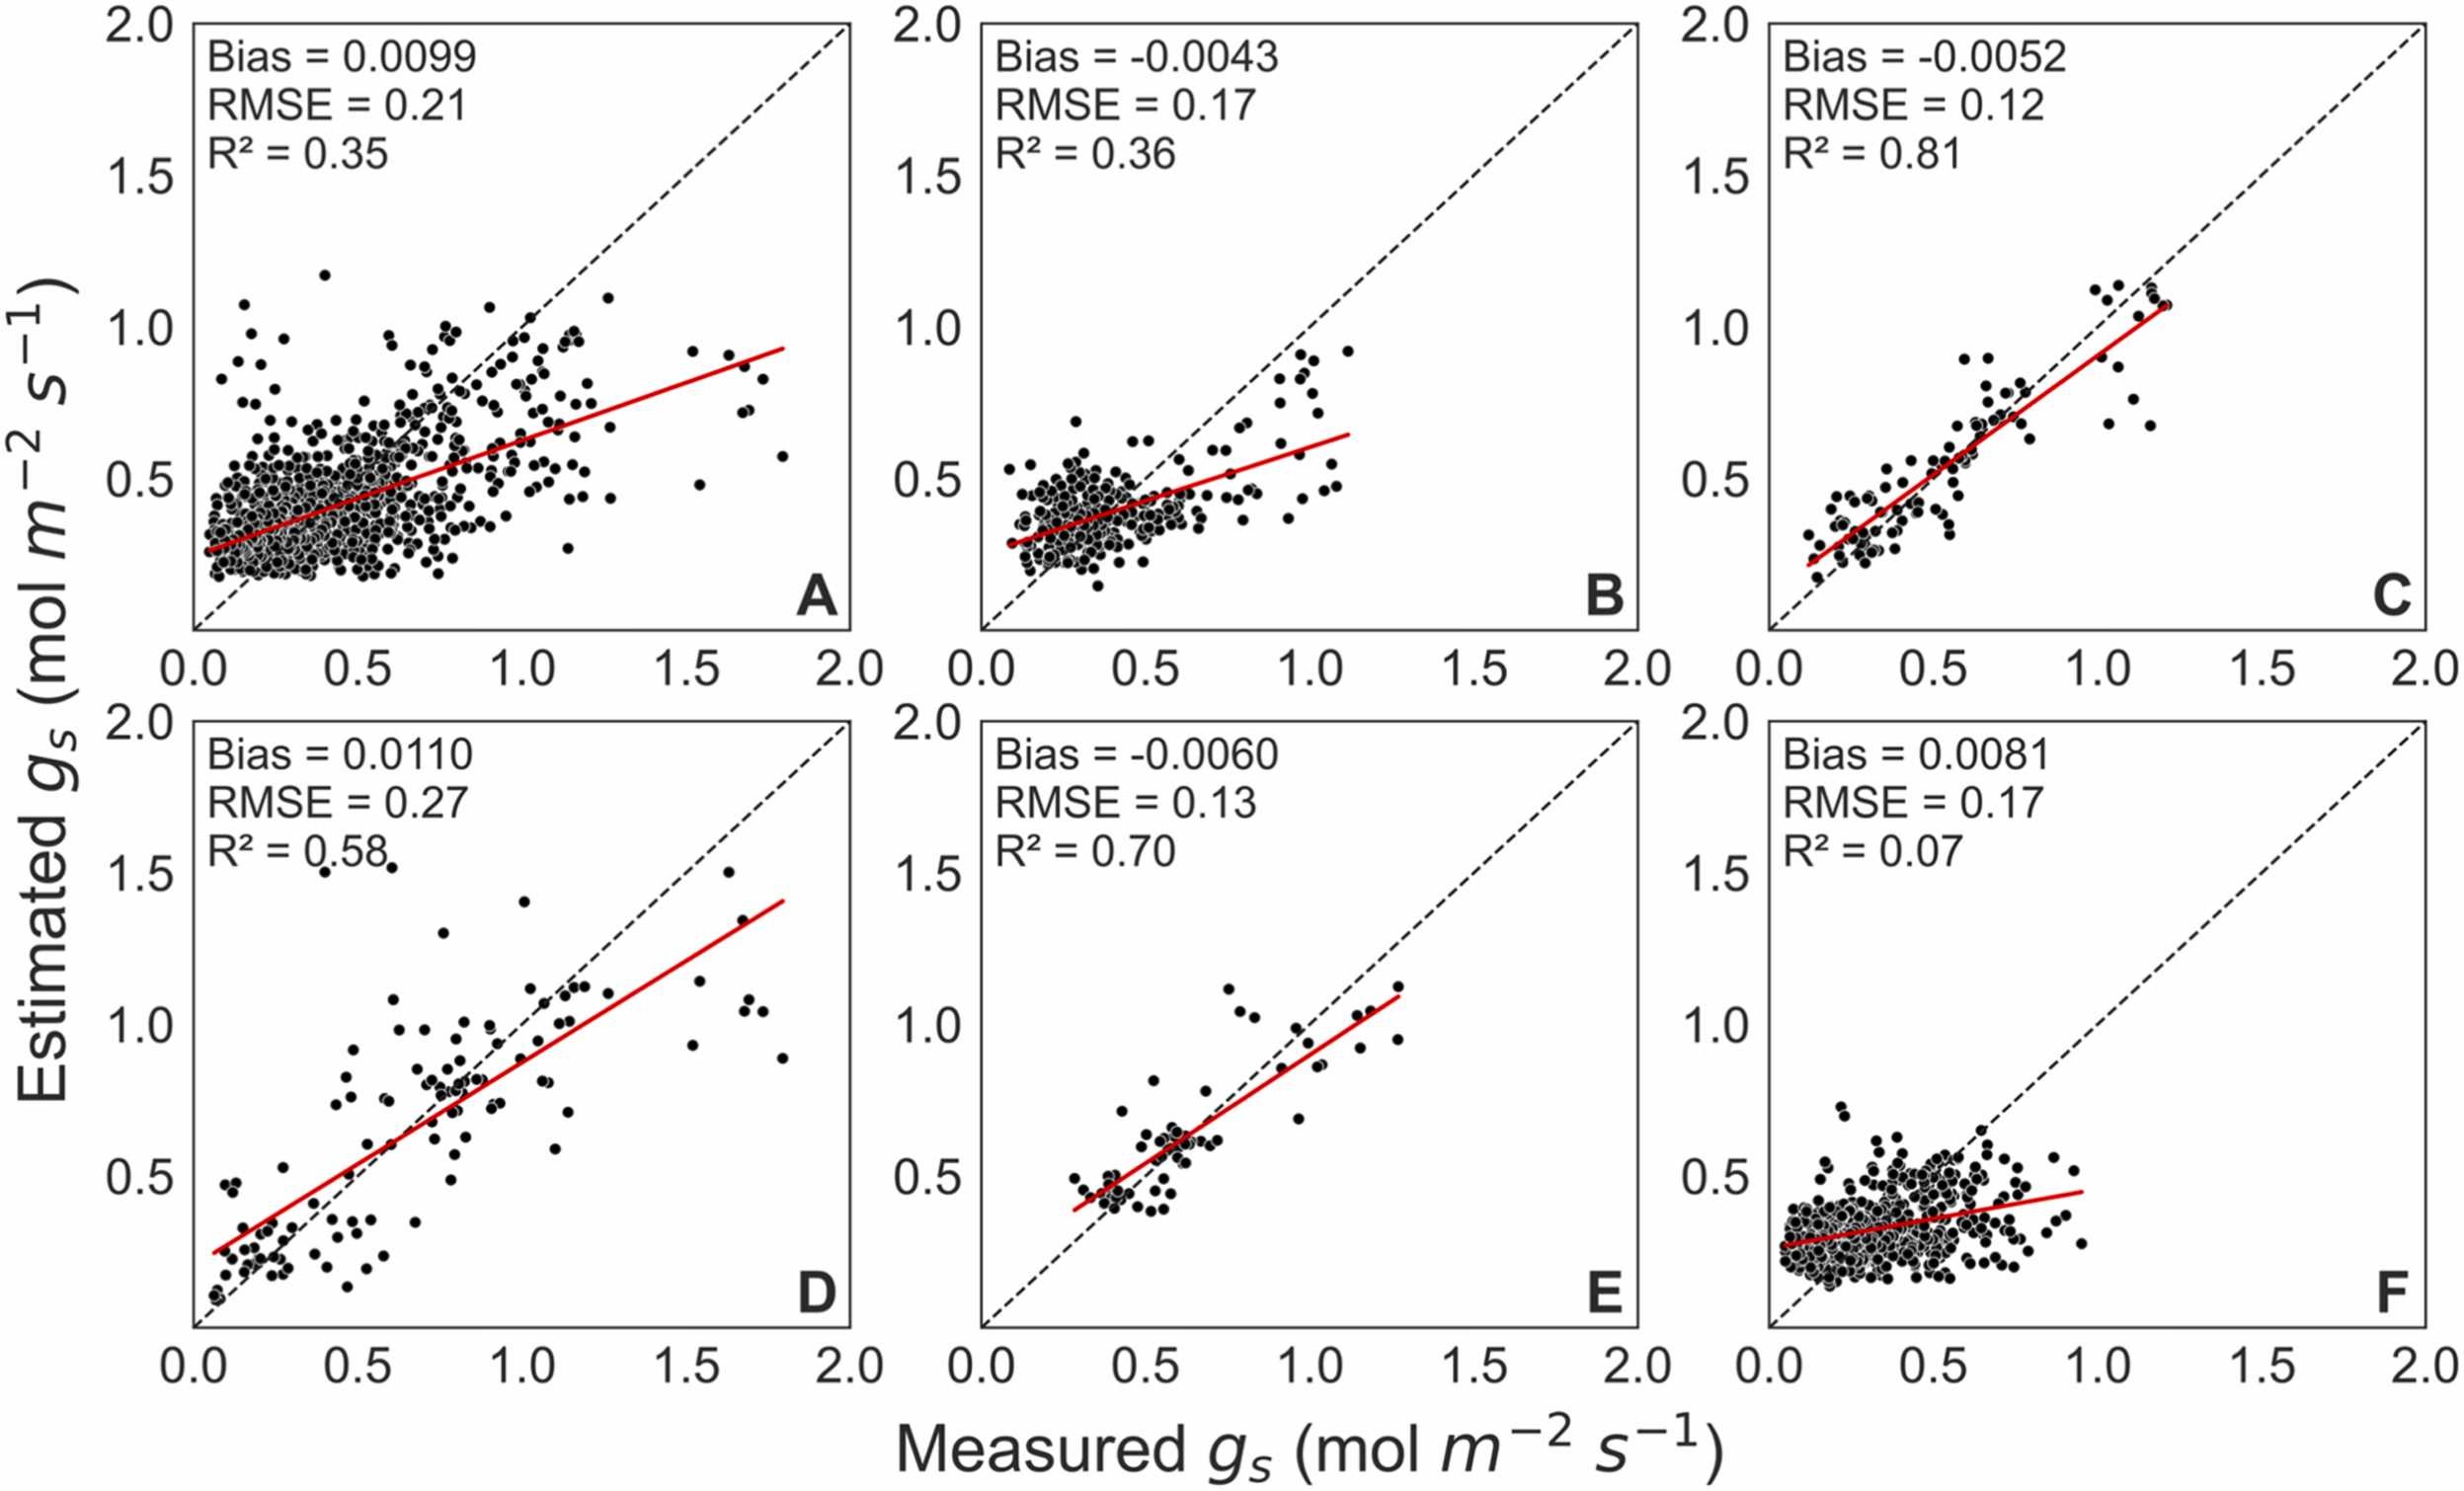 2.0 2.0 2.0
Bias = 0.0099 Bias = -0.0043 Bias = -0.0052
RMSE = 0.21 RMSE = 0.17 RMSE = 0.12
R² = 0.35 R² = 0.36 R² = 0.81
1.5 1.5 1.5
1.0 1.0 1.0
0.5 0.5 0.5
A B C
0.0 0.5 1.0 1.5 2.0 0.0 0.5 1.0 1.5 2.0 0.0 0.5 1.0 1.5 2.0
Estimated gₛ (mol m⁻² s⁻¹)
2.0 2.0 2.0
Bias = 0.0110 Bias = -0.0060 Bias = 0.0081
RMSE = 0.27 RMSE = 0.13 RMSE = 0.17
R² = 0.58 R² = 0.70 R² = 0.07
1.5 1.5 1.5
1.0 1.0 1.0
0.5 0.5 0.5
D E F
0.0 0.5 1.0 1.5 2.0 0.0 0.5 1.0 1.5 2.0 0.0 0.5 1.0 1.5 2.0
Measured gₛ (mol m⁻² s⁻¹)